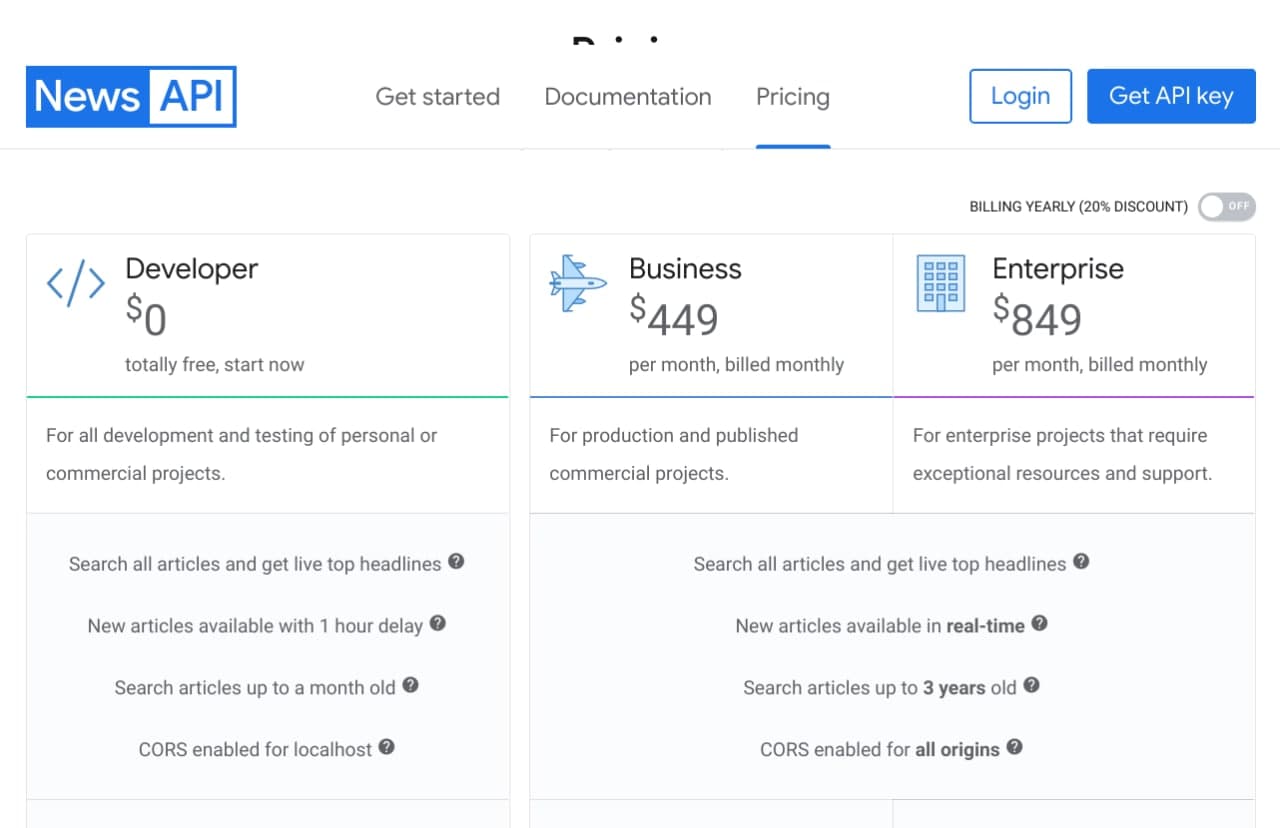 News API
Get started
Documentation
Pricing
Login
Get API key
BILLING YEARLY (20% DISCOUNT)
OFF
</> Developer
$0
totally free, start now
For all development and testing of personal or
commercial projects.
Search all articles and get live top headlines ?
New articles available with 1 hour delay ?
Search articles up to a month old ?
CORS enabled for localhost ?
Business
$449
per month, billed monthly
For production and published
commercial projects.
Enterprise
$849
per month, billed monthly
For enterprise projects that require
exceptional resources and support.
Search all articles and get live top headlines ?
New articles available in real-time ?
Search articles up to 3 years old ?
CORS enabled for all origins ?